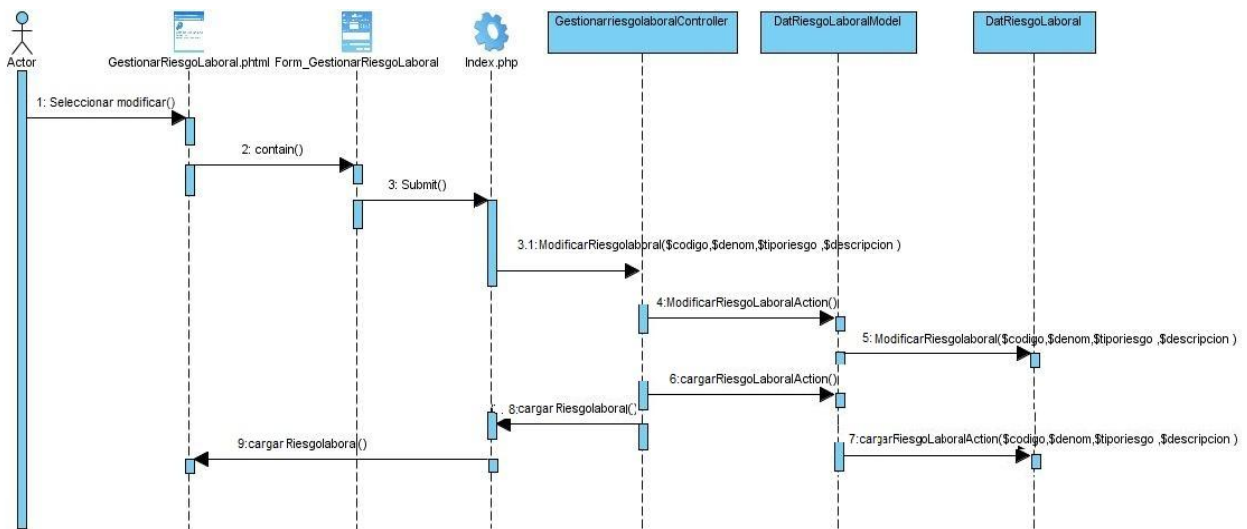 GestionarriesgolaboralController
DatRiesgoLaboralModel
DatRiesgoLaboral
Actor
GestionarRiesgoLaboral.phtml
Form_GestionarRiesgoLaboral
Index.php
1: Seleccionar modificar()
2: contain()
3: Submit()
3.1:ModificarRiesgolaboral($codigo,$denom,$tiporiesgo ,$descripcion )
4:ModificarRiesgoLaboralAction()
5: ModificarRiesgolaboral($codigo,$denom,$tiporiesgo ,$descripcion )
6:cargarRiesgoLaboralAction()
8:cargar Riesgolaboral()
9:cargar Riesgolaboral()
7:cargarRiesgoLaboralAction($codigo,$denom,$tiporiesgo ,$descripcion )